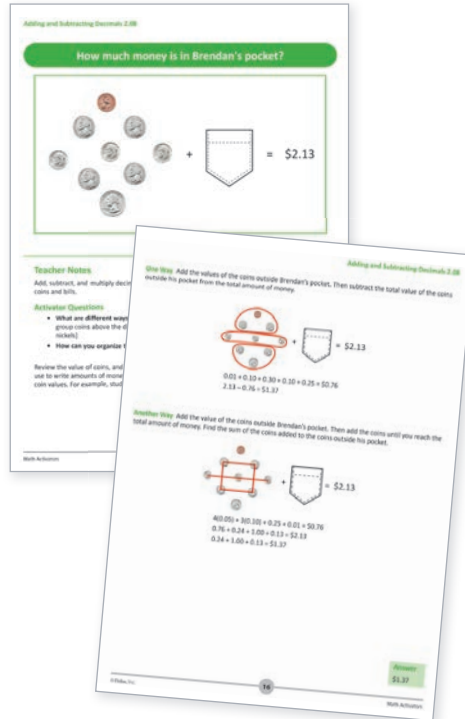 Adding and Subtracting Decimals 2.08
How much money is in Brendan's pocket?
+ = $2.13
Teacher Notes
Add, subtract, and multiply
coins and bills.
Activator Questions
• What are different ways
group coins above the
nickels)
• How can you organize
Review the value of coins, and
use to write amounts of
coin values. For example,
Math Activators
Adding and Subtracting Decimals 2.08
One Way Add the values of the coins outside Brendan's pocket. Then subtract the total value of the coins
outside his pocket from the total amount of money.
+ = $2.13
0.01 + 0.10 + 0.30 + 0.10 + 0.25 = $0.76
2.13 – 0.76 = $1.37
Another Way Add the value of the coins outside Brendan's pocket. Then add the coins until you reach the
total amount of money. Find the sum of the coins added to the coins outside his pocket.
+ = $2.13
4(0.05) + 3(0.10) + 0.25 + 0.01 = $0.76
0.76 + 0.24 + 1.00 + 0.13 = $2.13
0.24 + 1.00 + 0.13 = $1.37
Answer
$1.37
16
Math Activators